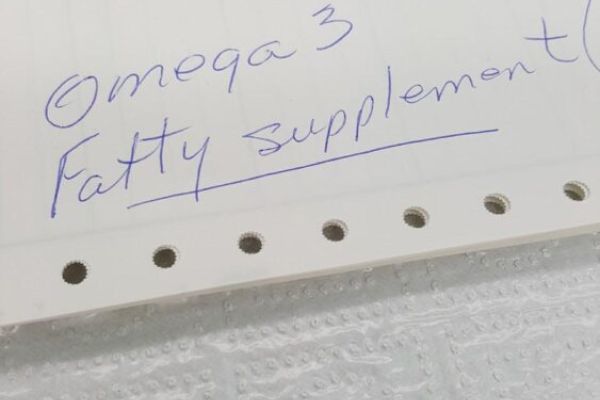 Omega 3
Fatty supplement (